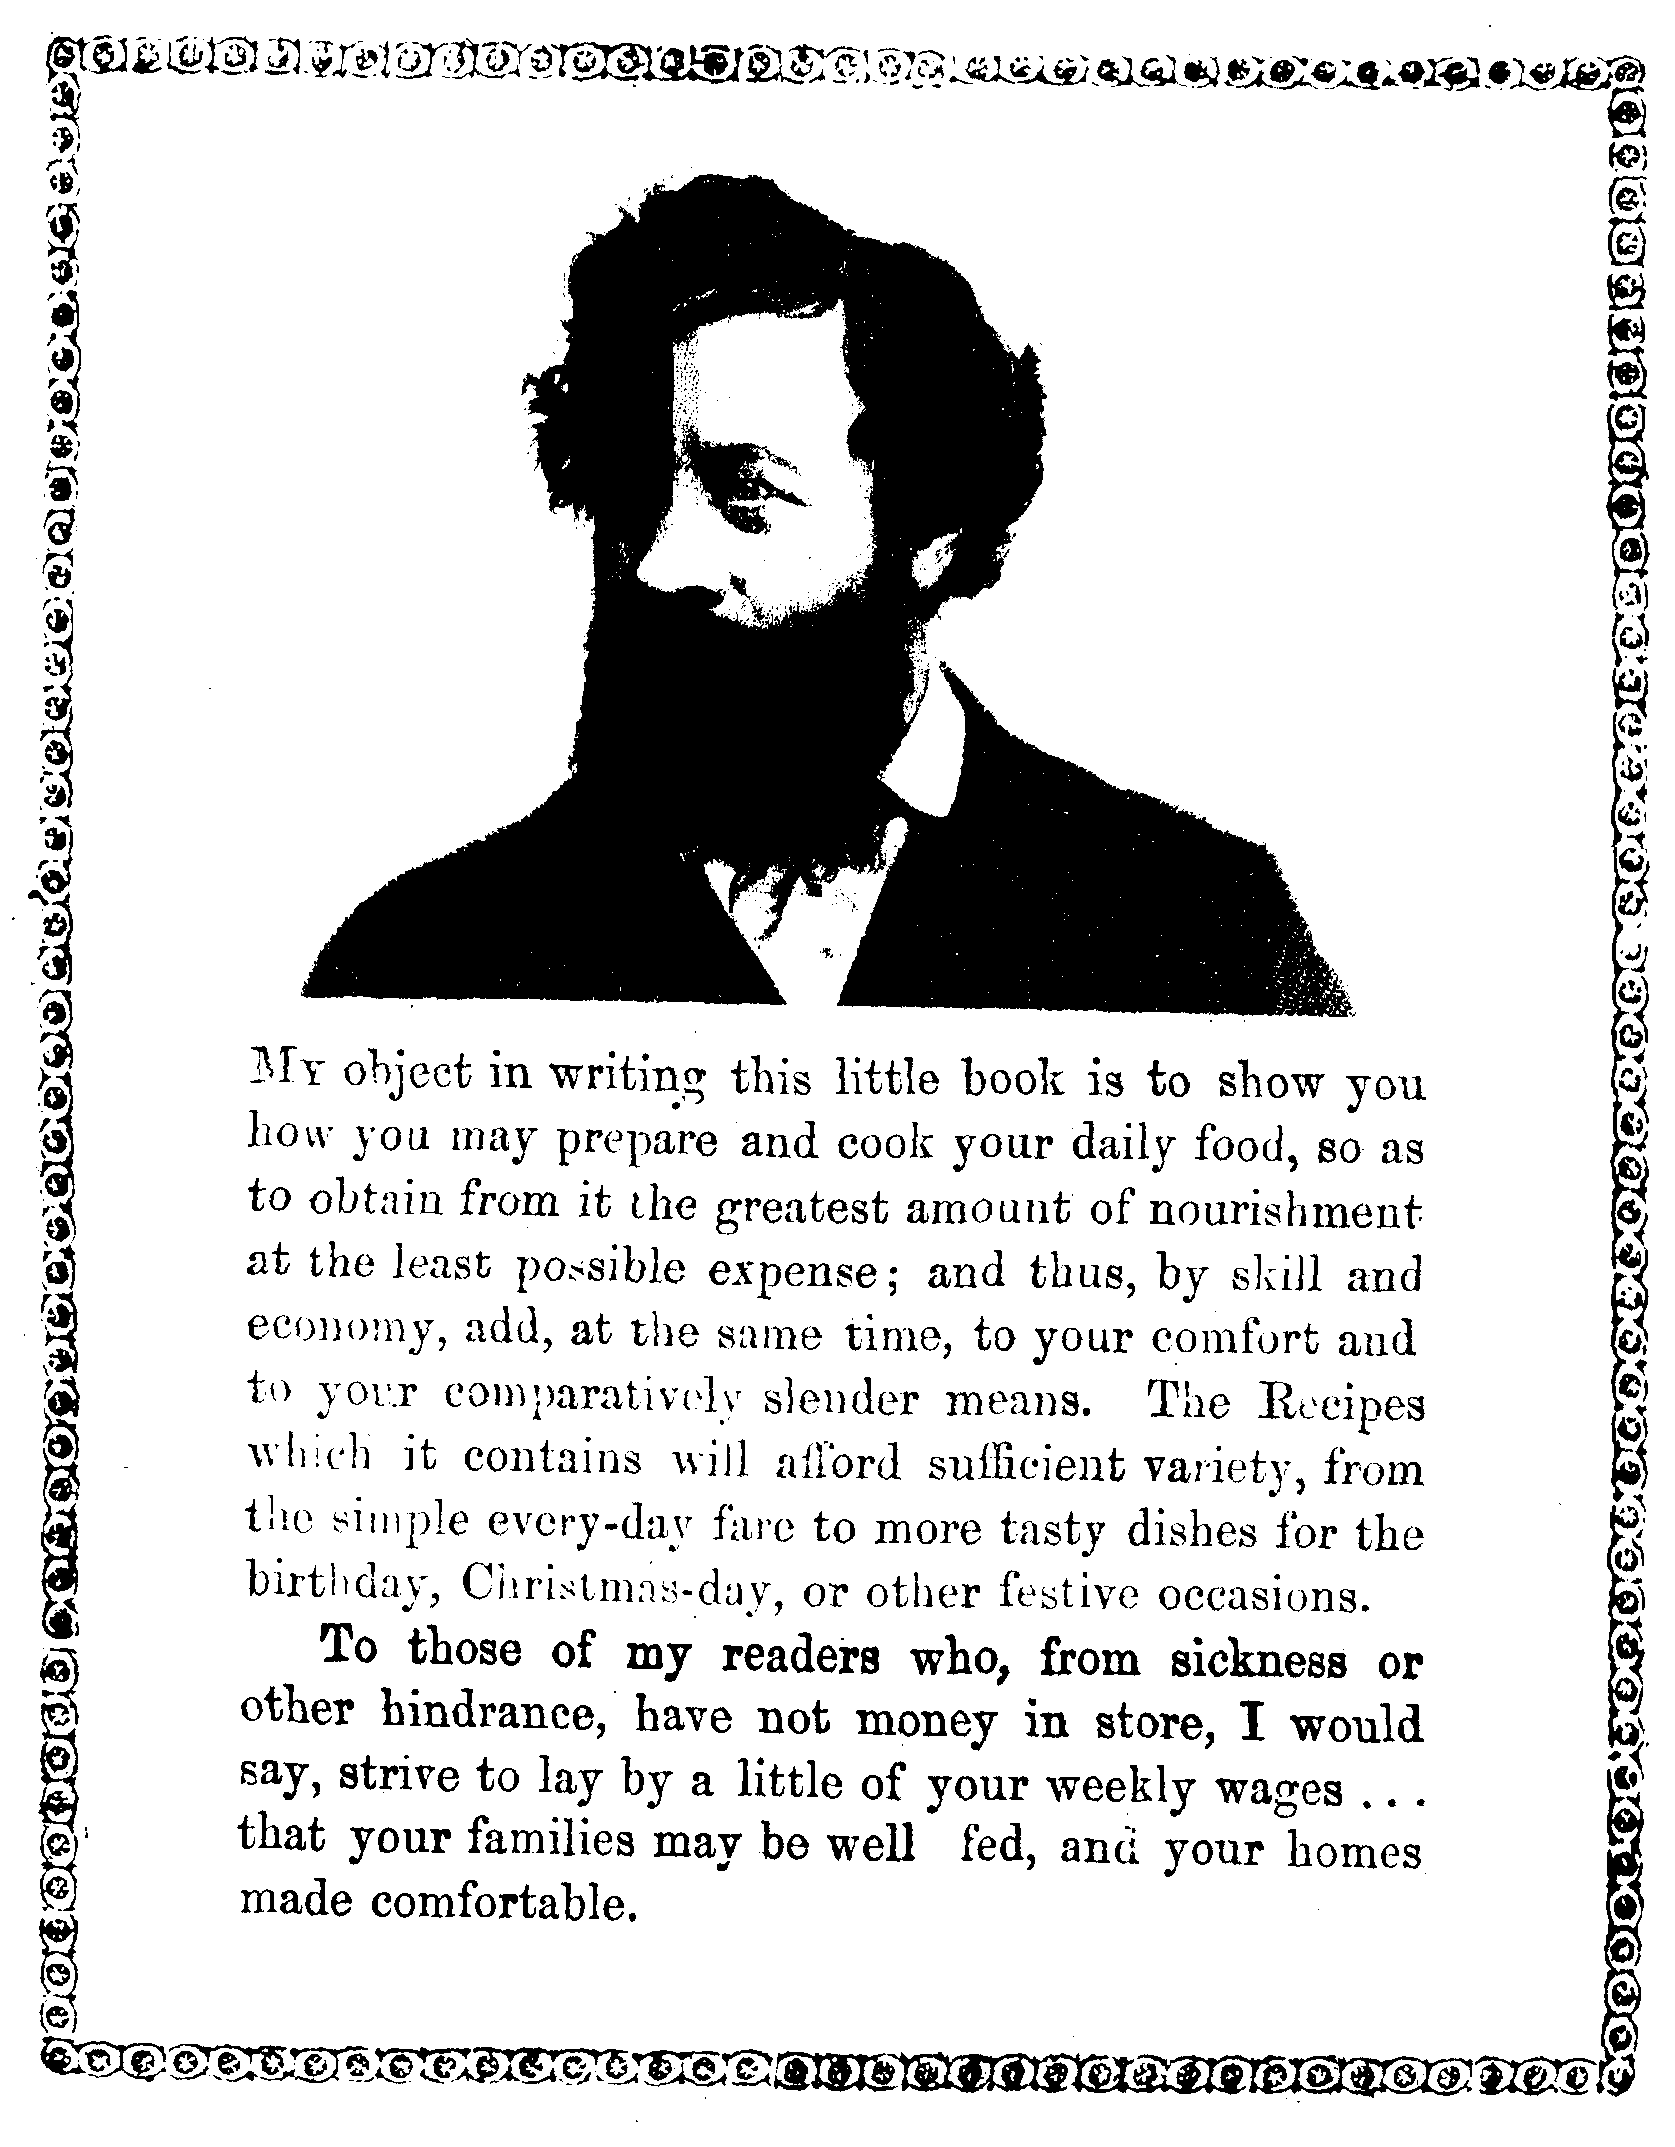 My object in writing this little book is to show you
how you may prepare and cook your daily food, so as
to obtain from it the greatest amount of nourishment
at the least possible expense; and thus, by skill and
economy, add, at the same time, to your comfort and
to your comparatively slender means. The Recipes
which it contains will afford sufficient variety, from
the simple every-day fare to more tasty dishes for the
birthday, Christmas-day, or other festive occasions.
To those of my readers who, from sickness or
other hindrance, have not money in store, I would
say, strive to lay by a little of your weekly wages ...
that your families may be well fed, and your homes
made comfortable.